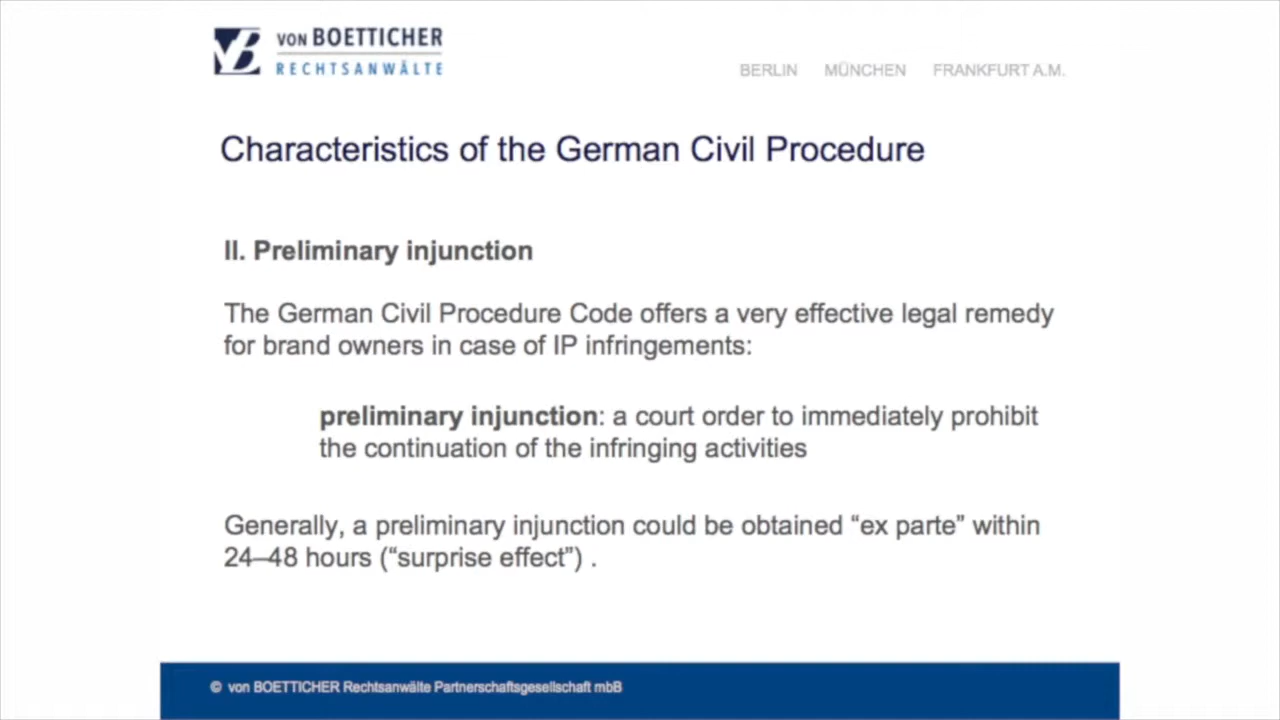 VON BOETTICHER
RECHTSANWÄLTE
BERLIN MÜNCHEN FRANKFURT A.M.
Characteristics of the German Civil Procedure
II. Preliminary injunction
The German Civil Procedure Code offers a very effective legal remedy
for brand owners in case of IP infringements:
preliminary injunction: a court order to immediately prohibit
the continuation of the infringing activities
Generally, a preliminary injunction could be obtained “ex parte” within
24–48 hours (“surprise effect”) .
© von BOETTICHER Rechtsanwälte Partnerschaftsgesellschaft mbB